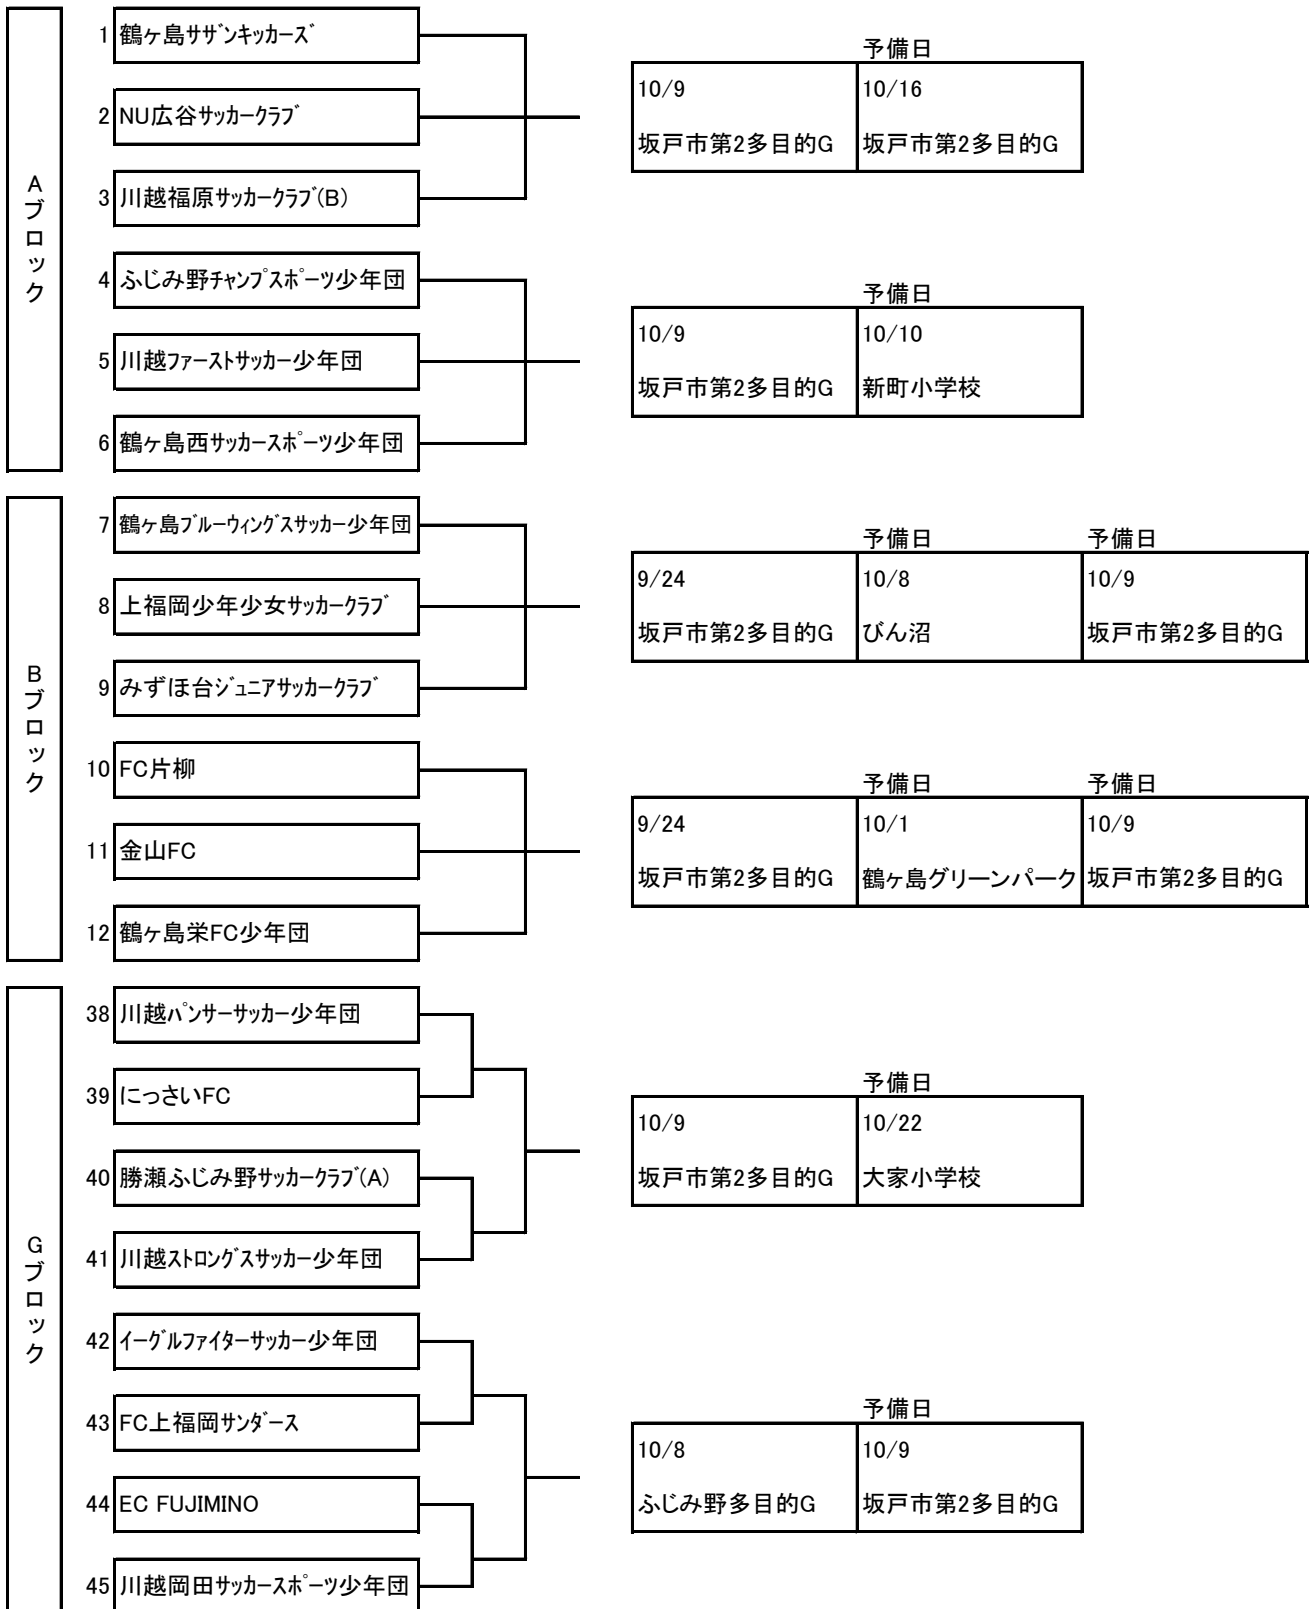 Aブロック
1 鶴ヶ島ｻｻﾞﾝｷｯｶｰｽﾞ
予備日
10/9 10/16
2 NU広谷ｻｯｶｰｸﾗﾌﾞ
坂戸市第2多目的G 坂戸市第2多目的G
3 川越福原ｻｯｶｰｸﾗﾌﾞ(B)
4 ふじみ野ﾁｬﾝﾌﾟｽﾎﾟｰﾂ少年団
予備日
10/9 10/10
5 川越ﾌｧｰｽﾄｻｯｶｰ少年団
坂戸市第2多目的G 新町小学校
6 鶴ヶ島西ｻｯｶｰｽﾎﾟｰﾂ少年団
Bブロック
7 鶴ヶ島ﾌﾞﾙｰｳｨﾝｸﾞｽｻｯｶｰ少年団
予備日 予備日
9/24 10/8 10/9
8 上福岡少年少女ｻｯｶｰｸﾗﾌﾞ
坂戸市第2多目的G びん沼 坂戸市第2多目的G
9 みずほ台ｼﾞｭﾆｱｻｯｶｰｸﾗﾌﾞ
10 FC片柳
予備日 予備日
9/24 10/1 10/9
11 金山FC
坂戸市第2多目的G 鶴ヶ島グリーンパーク 坂戸市第2多目的G
12 鶴ヶ島栄FC少年団
Gブロック
38 川越ﾊﾟﾝｻｰｻｯｶｰ少年団
39 にっさいFC
予備日
10/9 10/22
40 勝瀬ふじみ野ｻｯｶｰｸﾗﾌﾞ(A)
坂戸市第2多目的G 大家小学校
41 川越ｽﾄﾛﾝｸﾞｽｻｯｶｰ少年団
42 ｲｰｸﾞﾙﾌｧｲﾀｰｻｯｶｰ少年団
43 FC上福岡ｻﾝﾀﾞｰｽ
予備日
10/8 10/9
44 EC FUJIMINO
ふじみ野多目的G 坂戸市第2多目的G
45 川越岡田ｻｯｶｰｽﾎﾟｰﾂ少年団